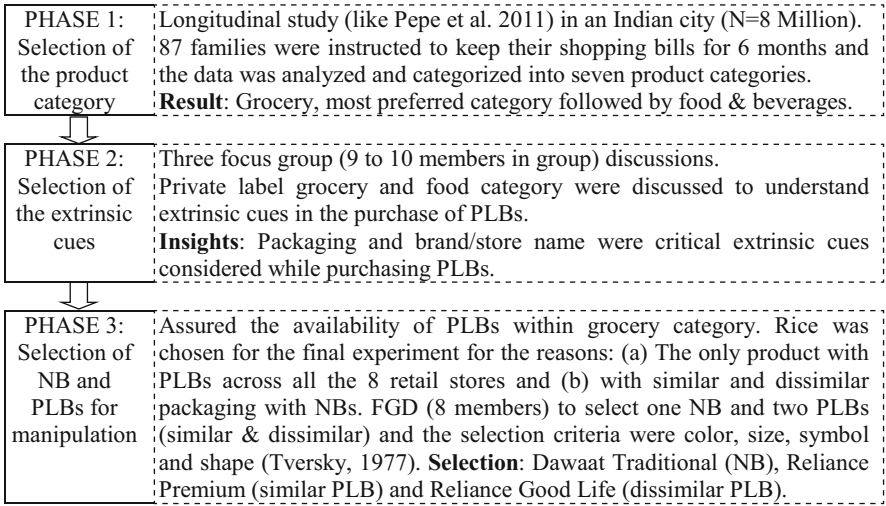 PHASE 1:
Selection of
the product
category
Longitudinal study (like Pepe et al. 2011) in an Indian city (N=8 Million).
87 families were instructed to keep their shopping bills for 6 months and
the data was analyzed and categorized into seven product categories.
Result: Grocery, most preferred category followed by food & beverages.
PHASE 2:
Selection of
the extrinsic
cues
Three focus group (9 to 10 members in group) discussions.
Private label grocery and food category were discussed to understand
extrinsic cues in the purchase of PLBs.
Insights: Packaging and brand/store name were critical extrinsic cues
considered while purchasing PLBs.
PHASE 3:
Selection of
NB and
PLBs for
manipulation
Assured the availability of PLBs within grocery category. Rice was
chosen for the final experiment for the reasons: (a) The only product with
PLBs across all the 8 retail stores and (b) with similar and dissimilar
packaging with NBs. FGD (8 members) to select one NB and two PLBs
(similar & dissimilar) and the selection criteria were color, size, symbol
and shape (Tversky, 1977). Selection: Dawaat Traditional (NB), Reliance
Premium (similar PLB) and Reliance Good Life (dissimilar PLB).